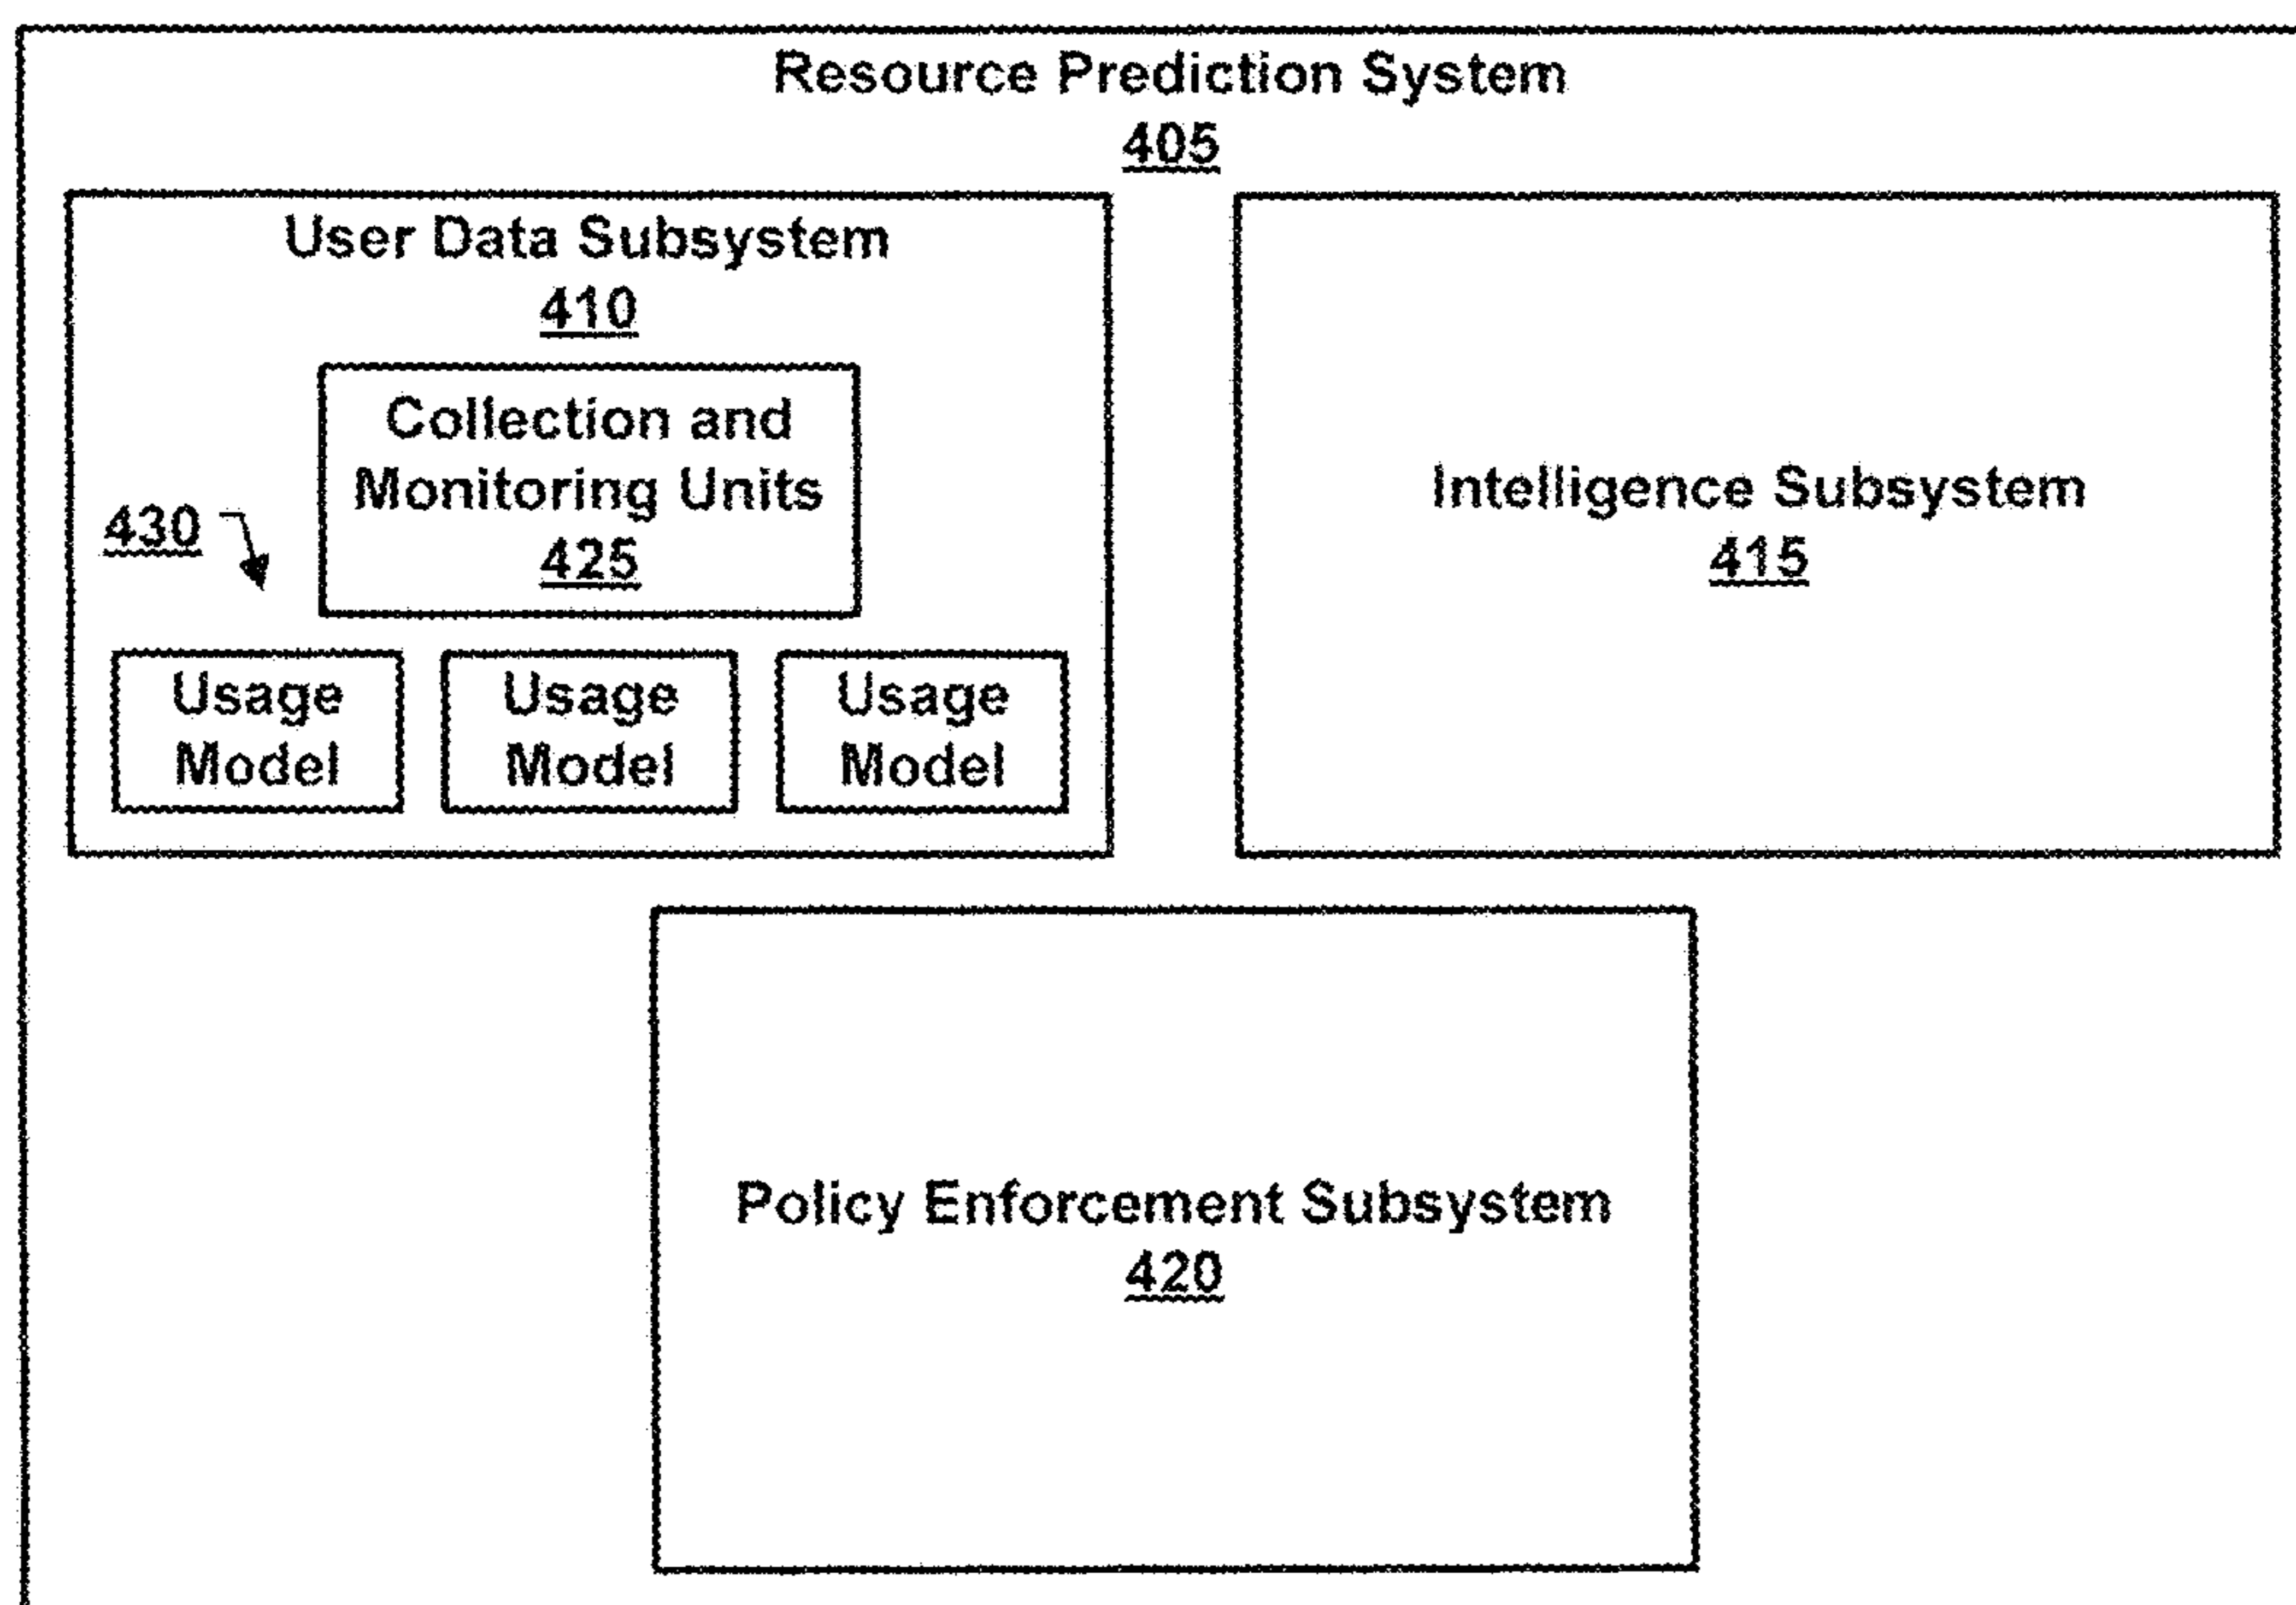 Resource Prediction System
405
User Data Subsystem
410
Collection and
Monitoring Units
425
430
Usage
Model
Usage
Model
Usage
Model
Intelligence Subsystem
415
Policy Enforcement Subsystem
420